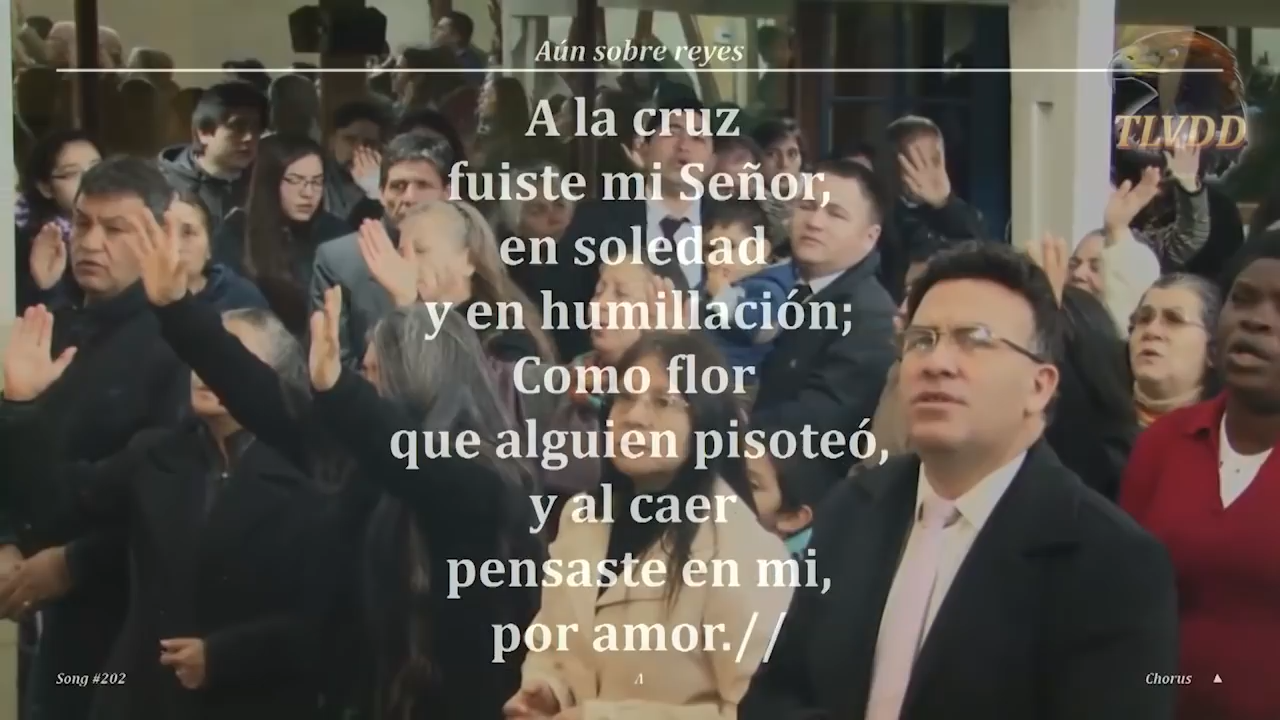 Aún sobre reyes
TLVDD
A la cruz
fuiste mi Señor,
en soledad
y en humillación;
Como flor
que alguien pisoteó,
y al caer
pensaste en mi,
por amor.//
Song #202
Chorus